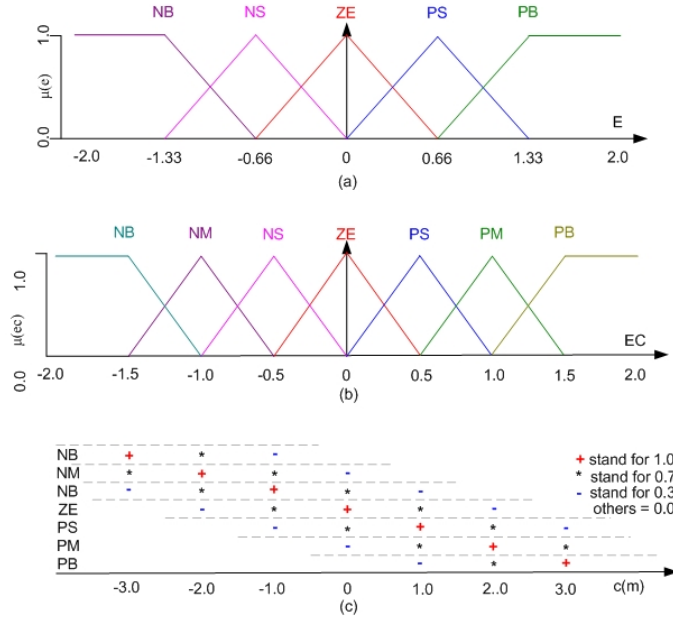 NB NS ZE PS PB
1.0
μ(e)
0.0
E
-2.0 -1.33 -0.66 0 0.66 1.33 2.0
(a)
NB NM NS ZE PS PM PB
1.0
μ(ec)
0.0
EC
-2.0 -1.5 -1.0 -0.5 0 0.5 1.0 1.5 2.0
(b)
NB + * -
NM * + * -
NB - * + * -
ZE - * + * -
PS - * + * -
PM - * + *
PB - * +
+ stand for 1.0
* stand for 0.7
- stand for 0.3
others = 0.0
-3.0 -2.0 -1.0 0 1.0 2..0 3.0 c(m)
(c)